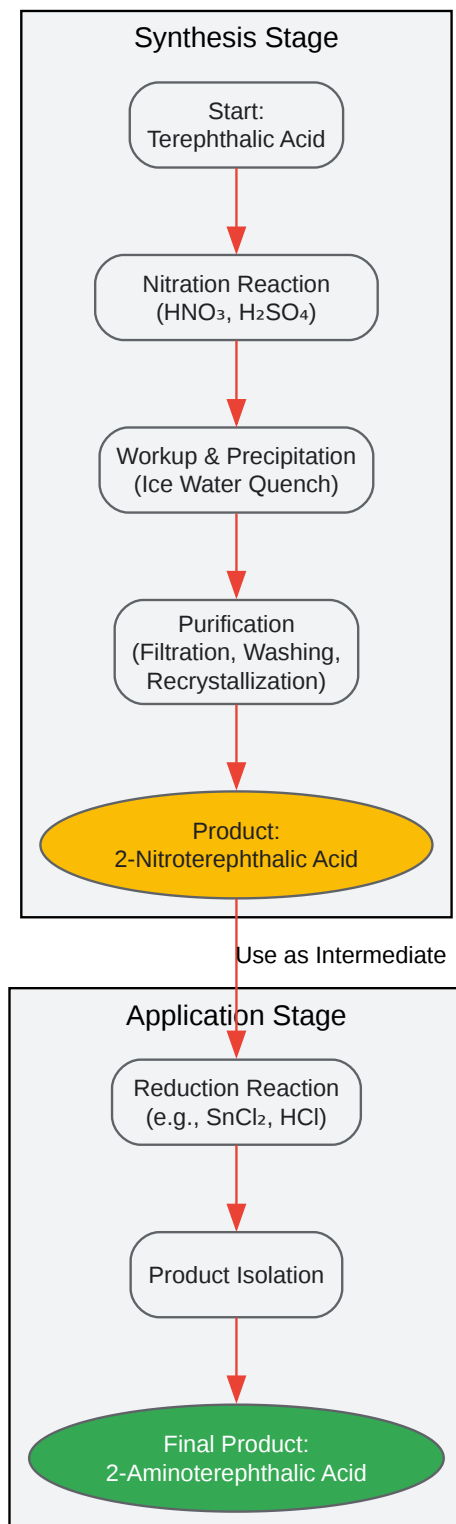 Synthesis Stage
Start:
Terephthalic Acid
Nitration Reaction
(HNO₃, H₂SO₄)
Workup & Precipitation
(Ice Water Quench)
Purification
(Filtration, Washing,
Recrystallization)
Product:
2-Nitroterephthalic Acid
Use as Intermediate
Application Stage
Reduction Reaction
(e.g., SnCl₂, HCl)
Product Isolation
Final Product:
2-Aminoterephthalic Acid